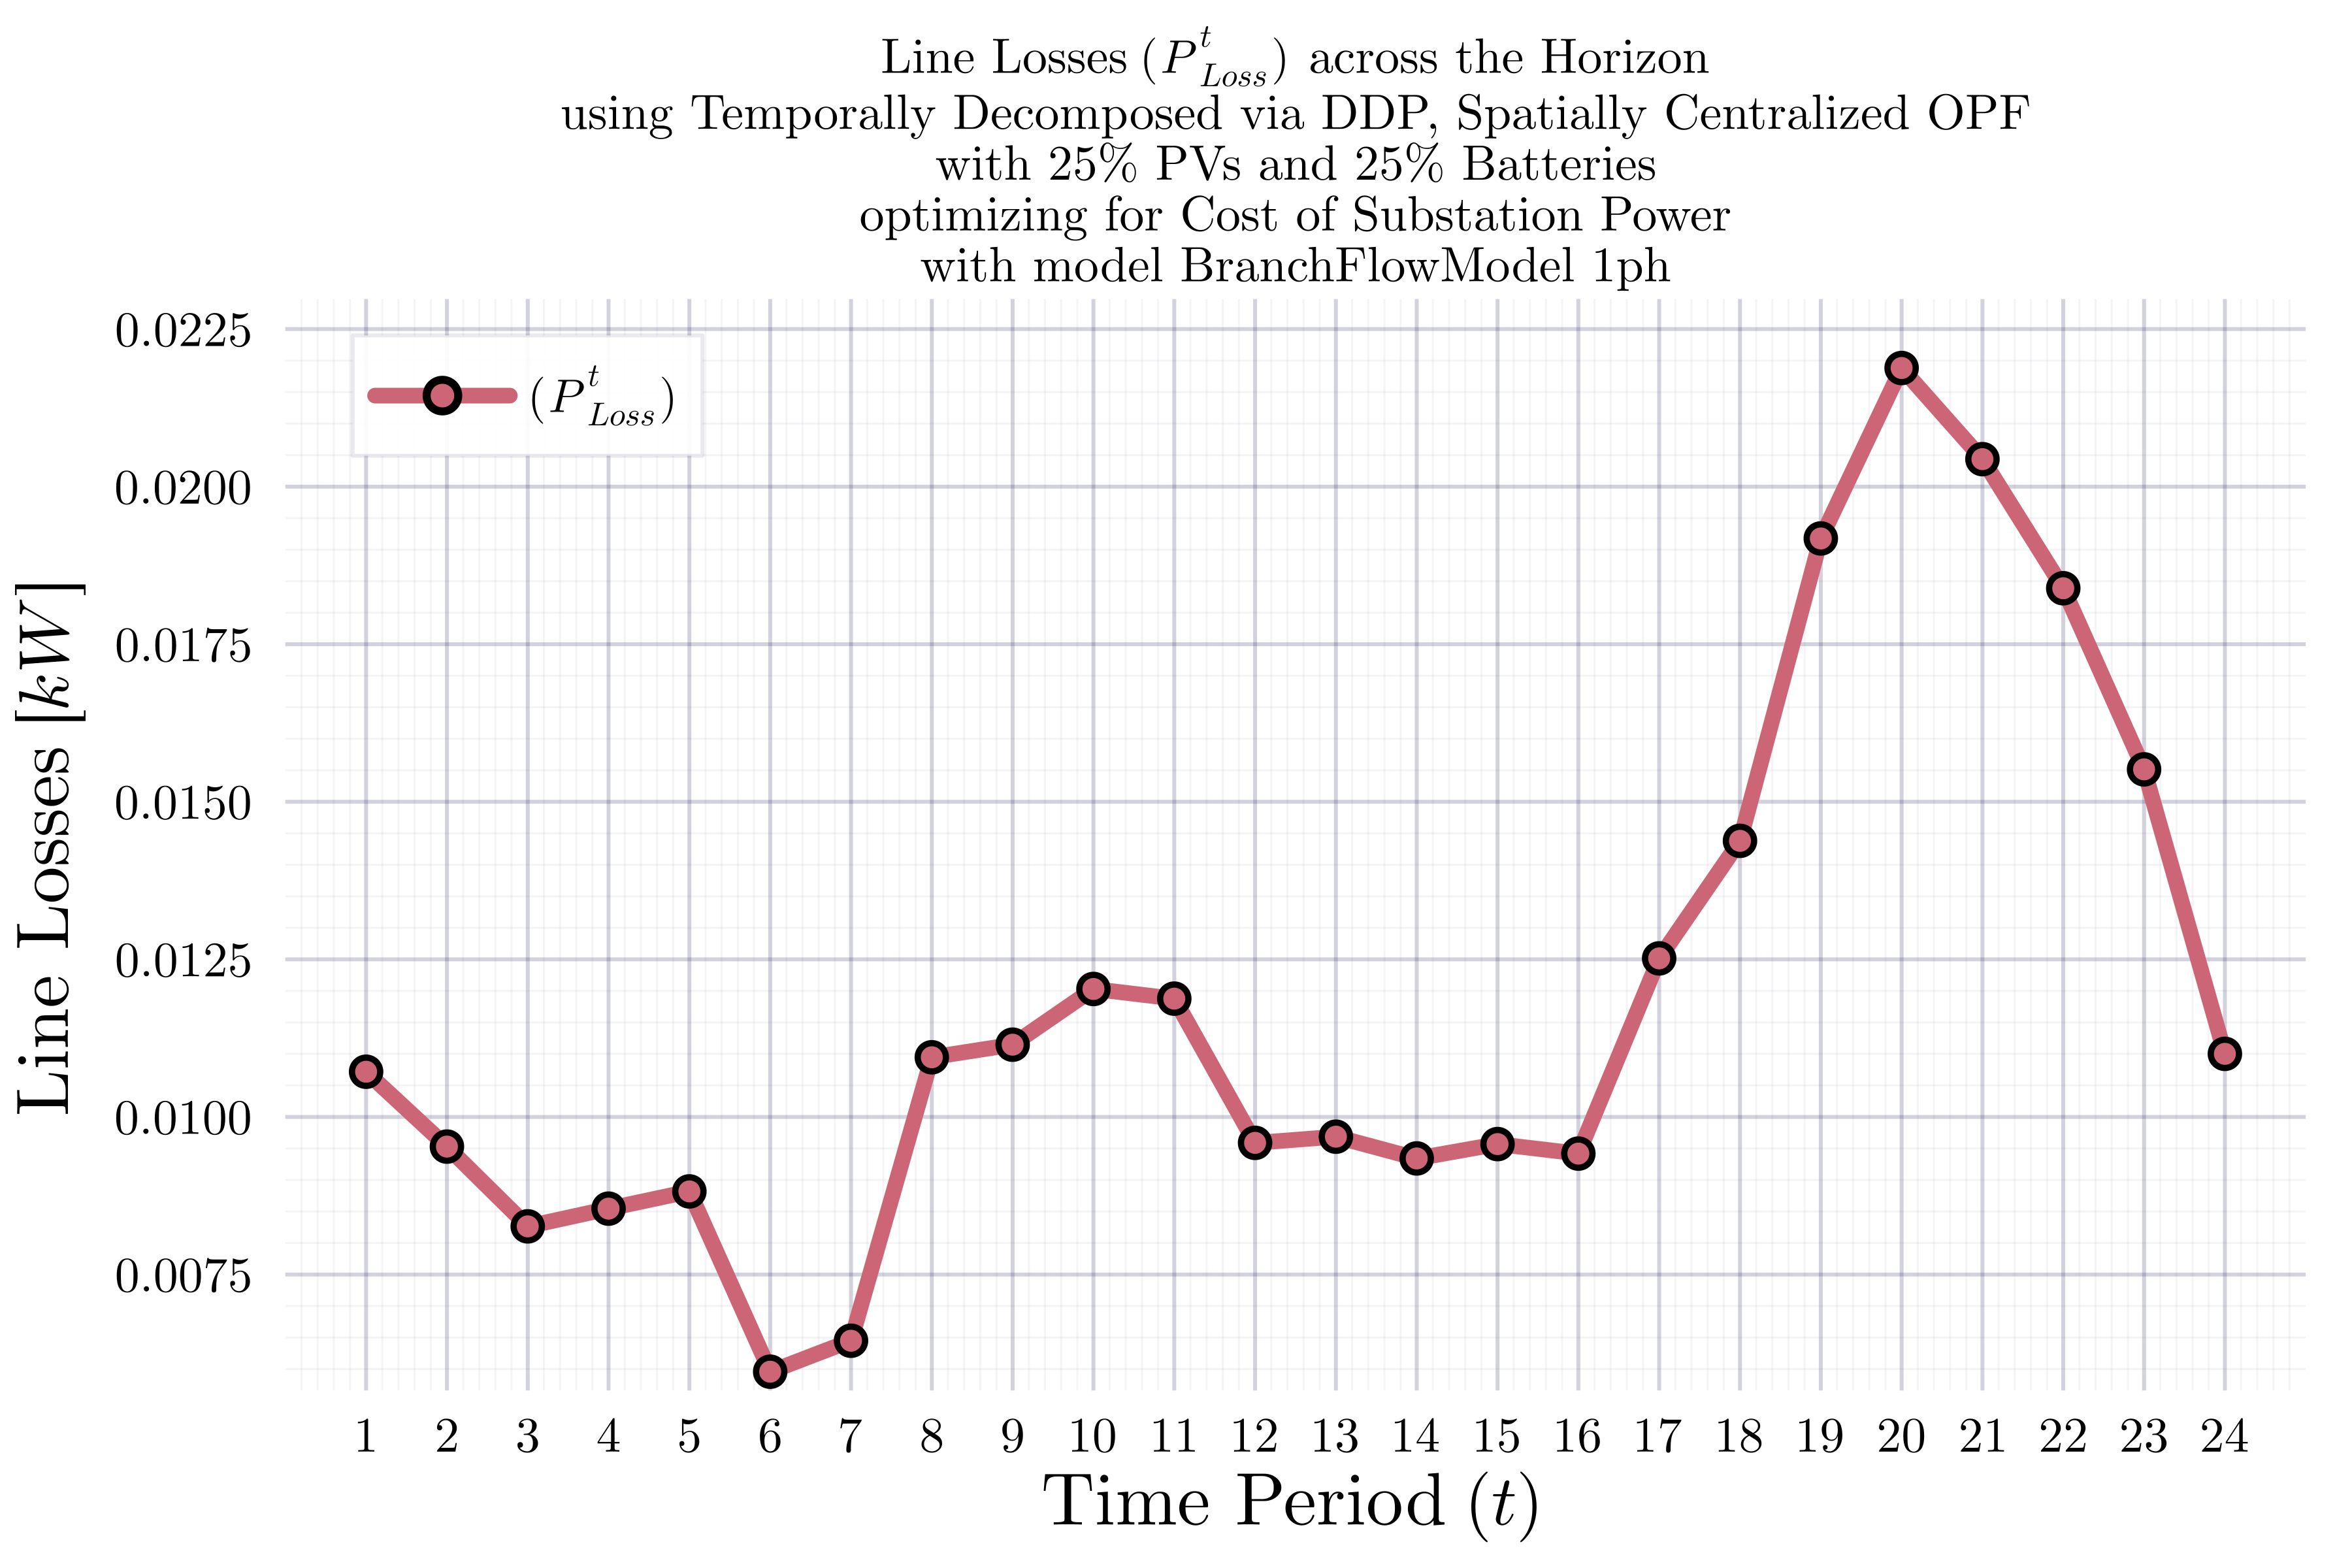 Line Losses (P^t_Loss) across the Horizon
using Temporally Decomposed via DDP, Spatially Centralized OPF
with 25% PVs and 25% Batteries
optimizing for Cost of Substation Power
with model BranchFlowModel 1ph
(P^t_Loss)
Line Losses [kW]
0.0225
0.0200
0.0175
0.0150
0.0125
0.0100
0.0075
1 2 3 4 5 6 7 8 9 10 11 12 13 14 15 16 17 18 19 20 21 22 23 24
Time Period (t)